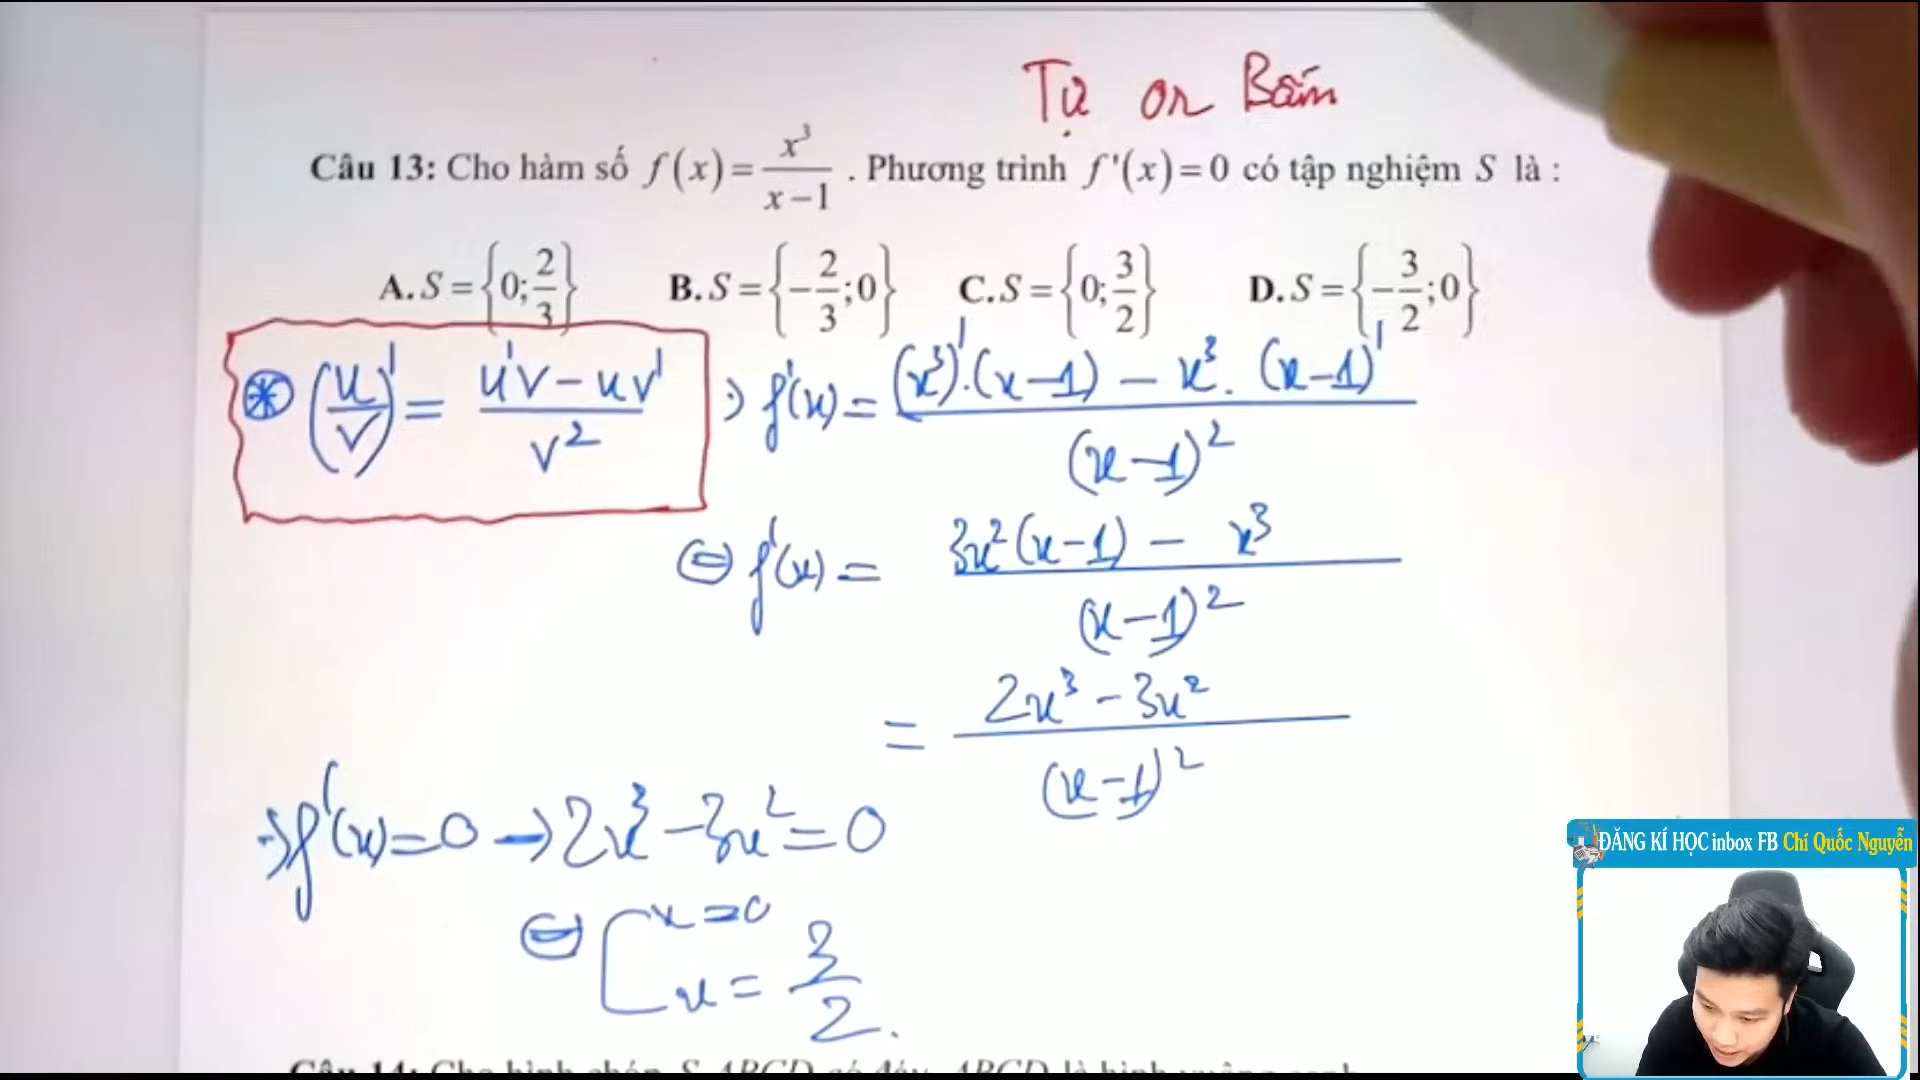 Tự or Bấm
Câu 13: Cho hàm số f(x) = x³/(x−1) . Phương trình f'(x) = 0 có tập nghiệm S là :
A. S = {0; 2/3} B. S = {−2/3; 0} C. S = {0; 3/2} D. S = {−3/2; 0}
⊛ (u/v)' = (u'v − uv')/v² ⇒ f'(x) = ((x³)'.(x−1) − x³.(x−1)')/(x−1)²
⇔ f'(x) = (3x²(x−1) − x³)/(x−1)²
= (2x³ − 3x²)/(x−1)²
⇒ f'(x) = 0 → 2x³ − 3x² = 0
⇔ [ x = 0
x = 3/2.
ĐĂNG KÍ HỌC inbox FB Chí Quốc Nguyễn